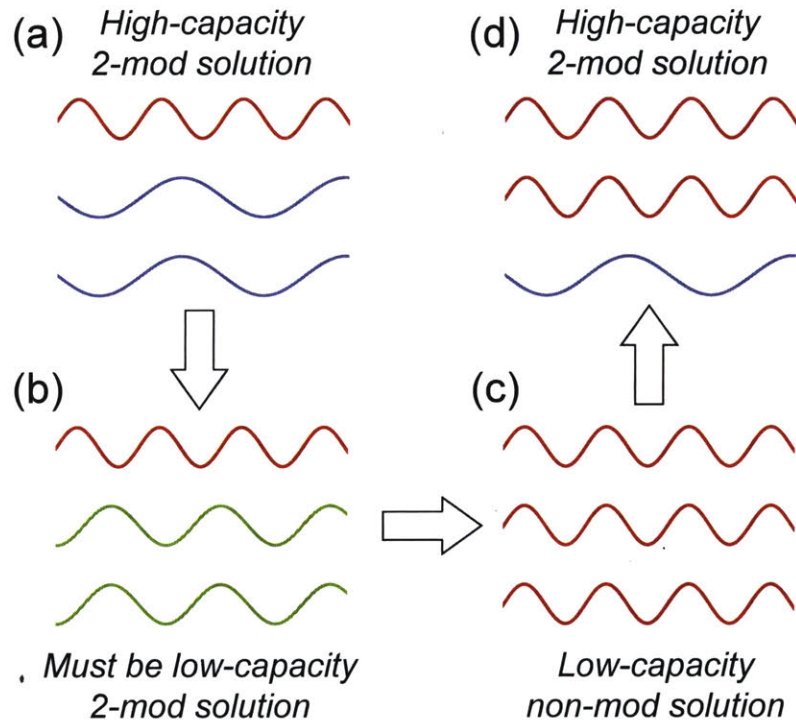 (a) High-capacity
2-mod solution
(d) High-capacity
2-mod solution
(b)
(c)
Must be low-capacity
2-mod solution
Low-capacity
non-mod solution